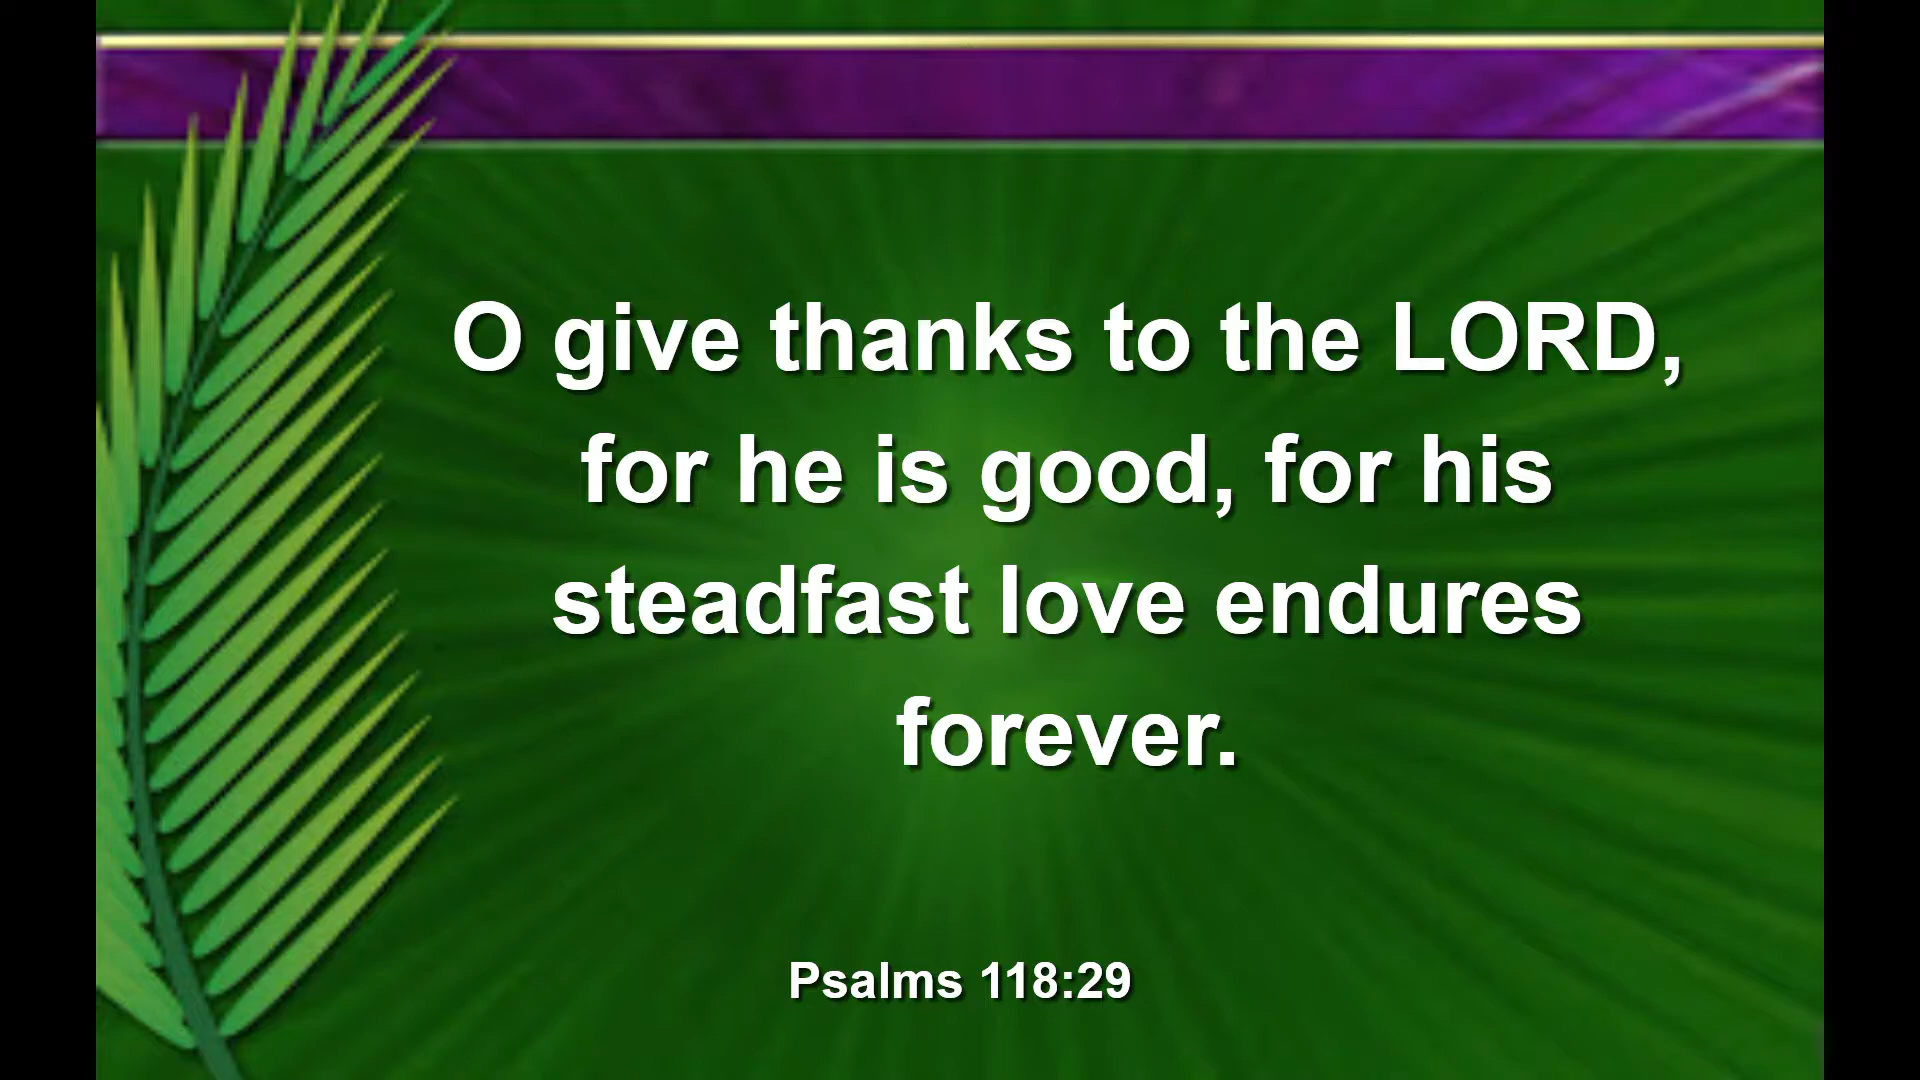 O give thanks to the LORD,
for he is good, for his
steadfast love endures
forever.
Psalms 118:29